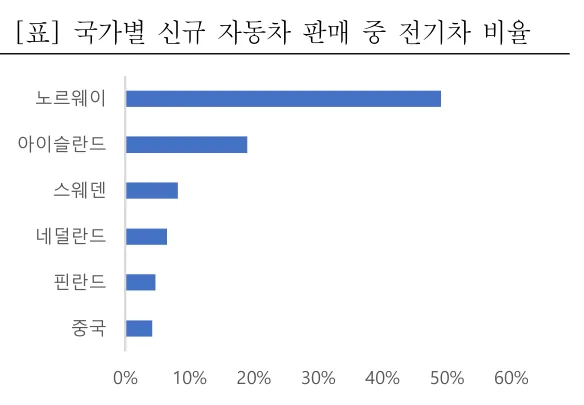 [표] 국가별 신규 자동차 판매 중 전기차 비율
노르웨이
아이슬란드
스웨덴
네덜란드
핀란드
중국
0% 10% 20% 30% 40% 50% 60%